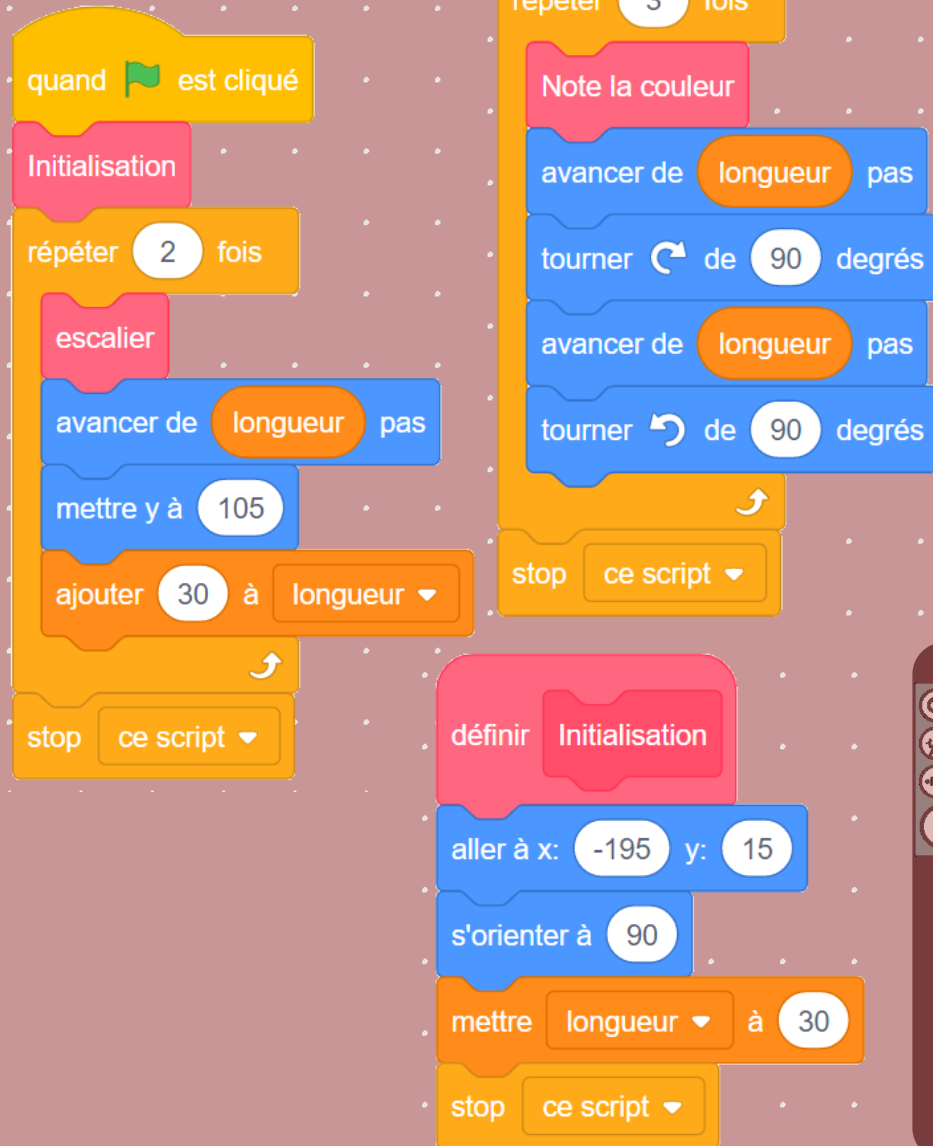 quand est cliqué
Initialisation
répéter 2 fois
escalier
avancer de longueur pas
mettre y à 105
ajouter 30 à longueur
stop ce script
répéter 3 fois
Note la couleur
avancer de longueur pas
tourner de 90 degrés
avancer de longueur pas
tourner de 90 degrés
stop ce script
définir Initialisation
aller à x: -195 y: 15
s'orienter à 90
mettre longueur à 30
stop ce script